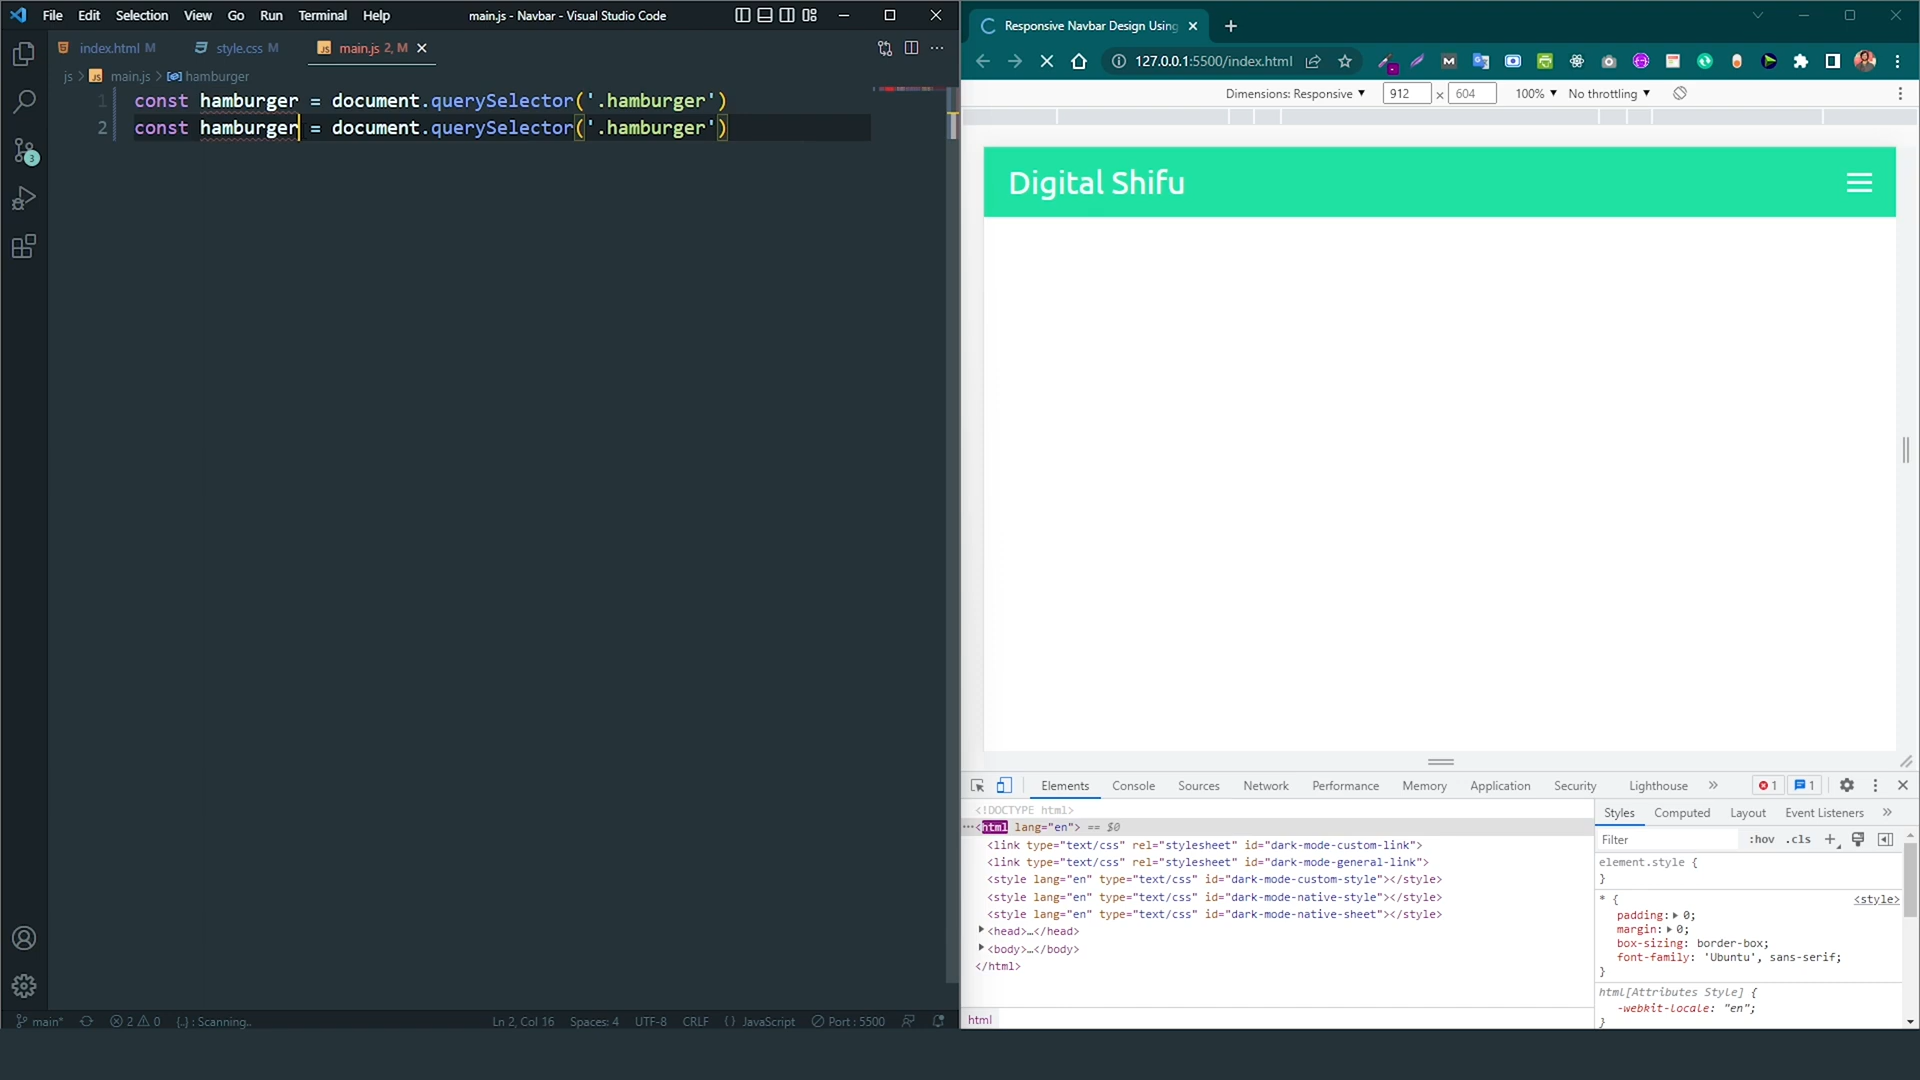 File Edit Selection View Go Run Terminal Help
main.js - Navbar - Visual Studio Code
index.html M
style.css M
JS main.js 2, M
js > JS main.js > hamburger
1 const hamburger = document.querySelector('.hamburger')
2 const hamburger = document.querySelector('.hamburger')
3
main* 2 0 {..} : Scanning..
Ln 2, Col 16 Spaces: 4 UTF-8 CRLF { } JavaScript Port : 5500
Responsive Navbar Design Using
127.0.0.1:5500/index.html
Dimensions: Responsive 912 × 604 100% No throttling
Digital Shifu
Elements Console Sources Network Performance Memory Application Security Lighthouse » 1 1
<!DOCTYPE html>
···<html lang="en"> == $0
<link type="text/css" rel="stylesheet" id="dark-mode-custom-link">
<link type="text/css" rel="stylesheet" id="dark-mode-general-link">
<style lang="en" type="text/css" id="dark-mode-custom-style"></style>
<style lang="en" type="text/css" id="dark-mode-native-style"></style>
<style lang="en" type="text/css" id="dark-mode-native-sheet"></style>
<head>…</head>
<body>…</body>
</html>
html
Styles Computed Layout Event Listeners »
Filter :hov .cls +
element.style {
}
* { <style>
padding: 0;
margin: 0;
box-sizing: border-box;
font-family: 'Ubuntu', sans-serif;
}
html[Attributes Style] {
-webkit-locale: "en";
}